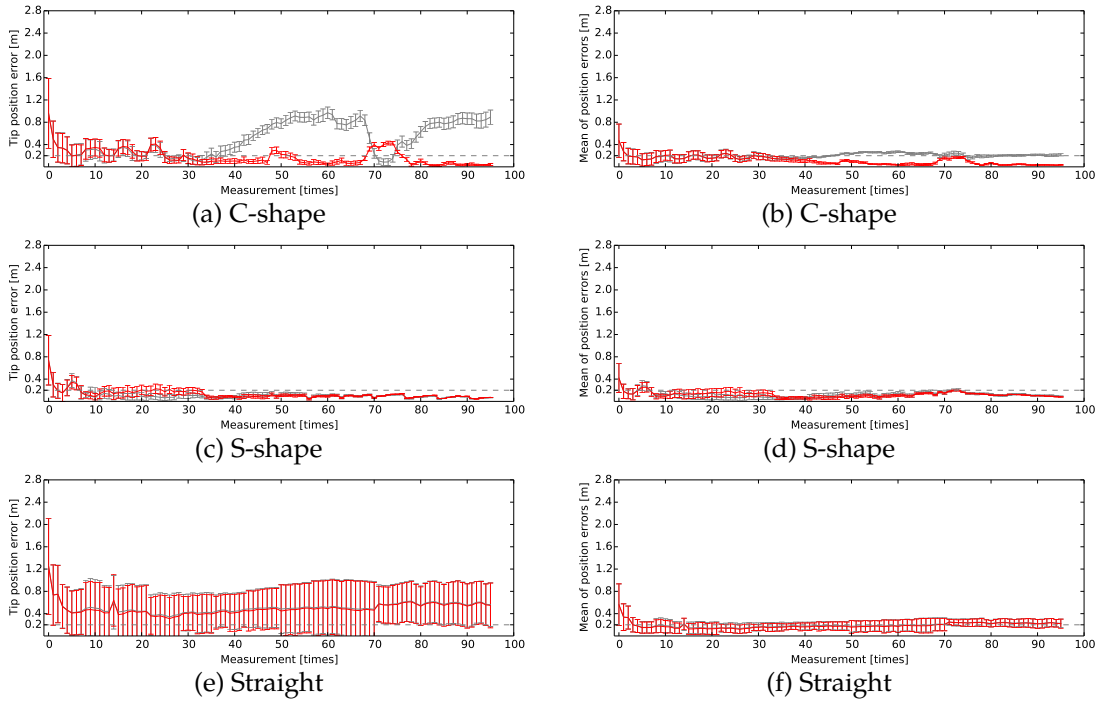 2.8
2.4
2.0
1.6
1.2
0.8
0.4
0.2
Tip position error [m]
0 10 20 30 40 50 60 70 80 90 100
Measurement [times]
(a) C-shape
2.8
2.4
2.0
1.6
1.2
0.8
0.4
0.2
Mean of position errors [m]
0 10 20 30 40 50 60 70 80 90 100
Measurement [times]
(b) C-shape
2.8
2.4
2.0
1.6
1.2
0.8
0.4
0.2
Tip position error [m]
0 10 20 30 40 50 60 70 80 90 100
Measurement [times]
(c) S-shape
2.8
2.4
2.0
1.6
1.2
0.8
0.4
0.2
Mean of position errors [m]
0 10 20 30 40 50 60 70 80 90 100
Measurement [times]
(d) S-shape
2.8
2.4
2.0
1.6
1.2
0.8
0.4
0.2
Tip position error [m]
0 10 20 30 40 50 60 70 80 90 100
Measurement [times]
(e) Straight
2.8
2.4
2.0
1.6
1.2
0.8
0.4
0.2
Mean of position errors [m]
0 10 20 30 40 50 60 70 80 90 100
Measurement [times]
(f) Straight